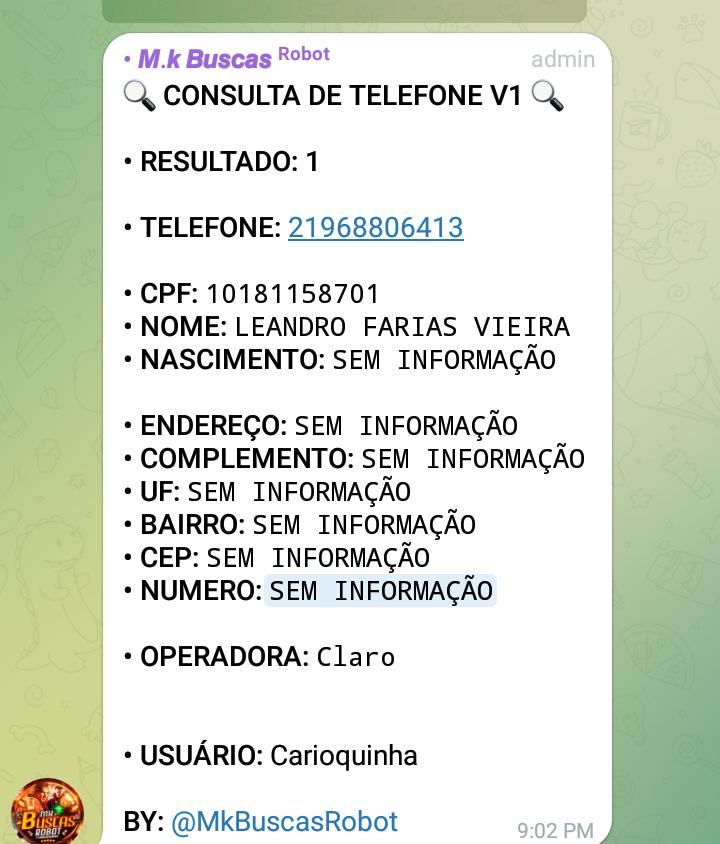 • M.k Buscas Robot admin
🔍 CONSULTA DE TELEFONE V1 🔍
• RESULTADO: 1
• TELEFONE: 21968806413
• CPF: 10181158701
• NOME: LEANDRO FARIAS VIEIRA
• NASCIMENTO: SEM INFORMAÇÃO
• ENDEREÇO: SEM INFORMAÇÃO
• COMPLEMENTO: SEM INFORMAÇÃO
• UF: SEM INFORMAÇÃO
• BAIRRO: SEM INFORMAÇÃO
• CEP: SEM INFORMAÇÃO
• NUMERO: SEM INFORMAÇÃO
• OPERADORA: Claro
• USUÁRIO: Carioquinha
BY: @MkBuscasRobot
9:02 PM
MK
BUSCAS
ROBOT